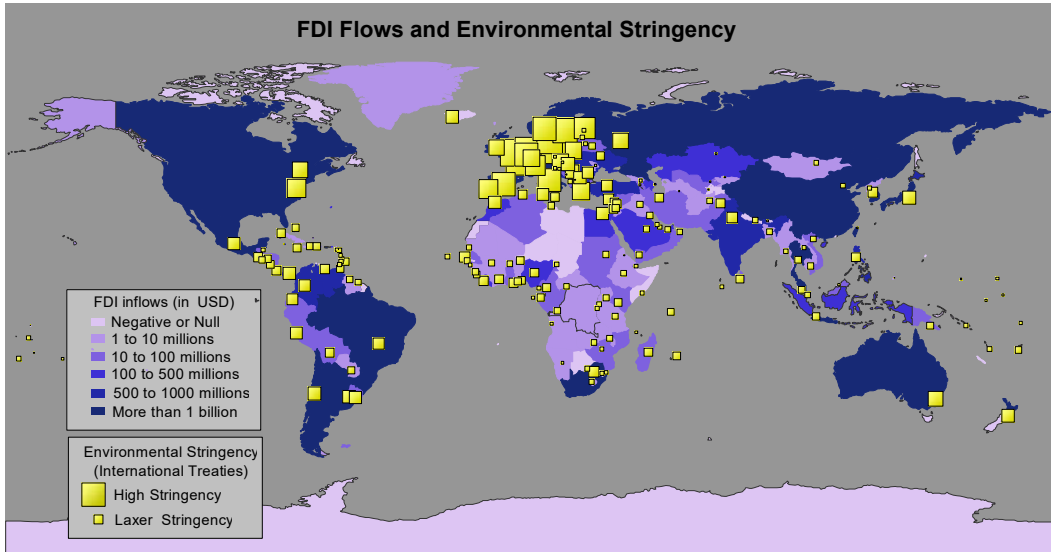 FDI Flows and Environmental Stringency
FDI inflows (in USD)
Negative or Null
1 to 10 millions
10 to 100 millions
100 to 500 millions
500 to 1000 millions
More than 1 billion
Environmental Stringency
(International Treaties)
High Stringency
Laxer Stringency